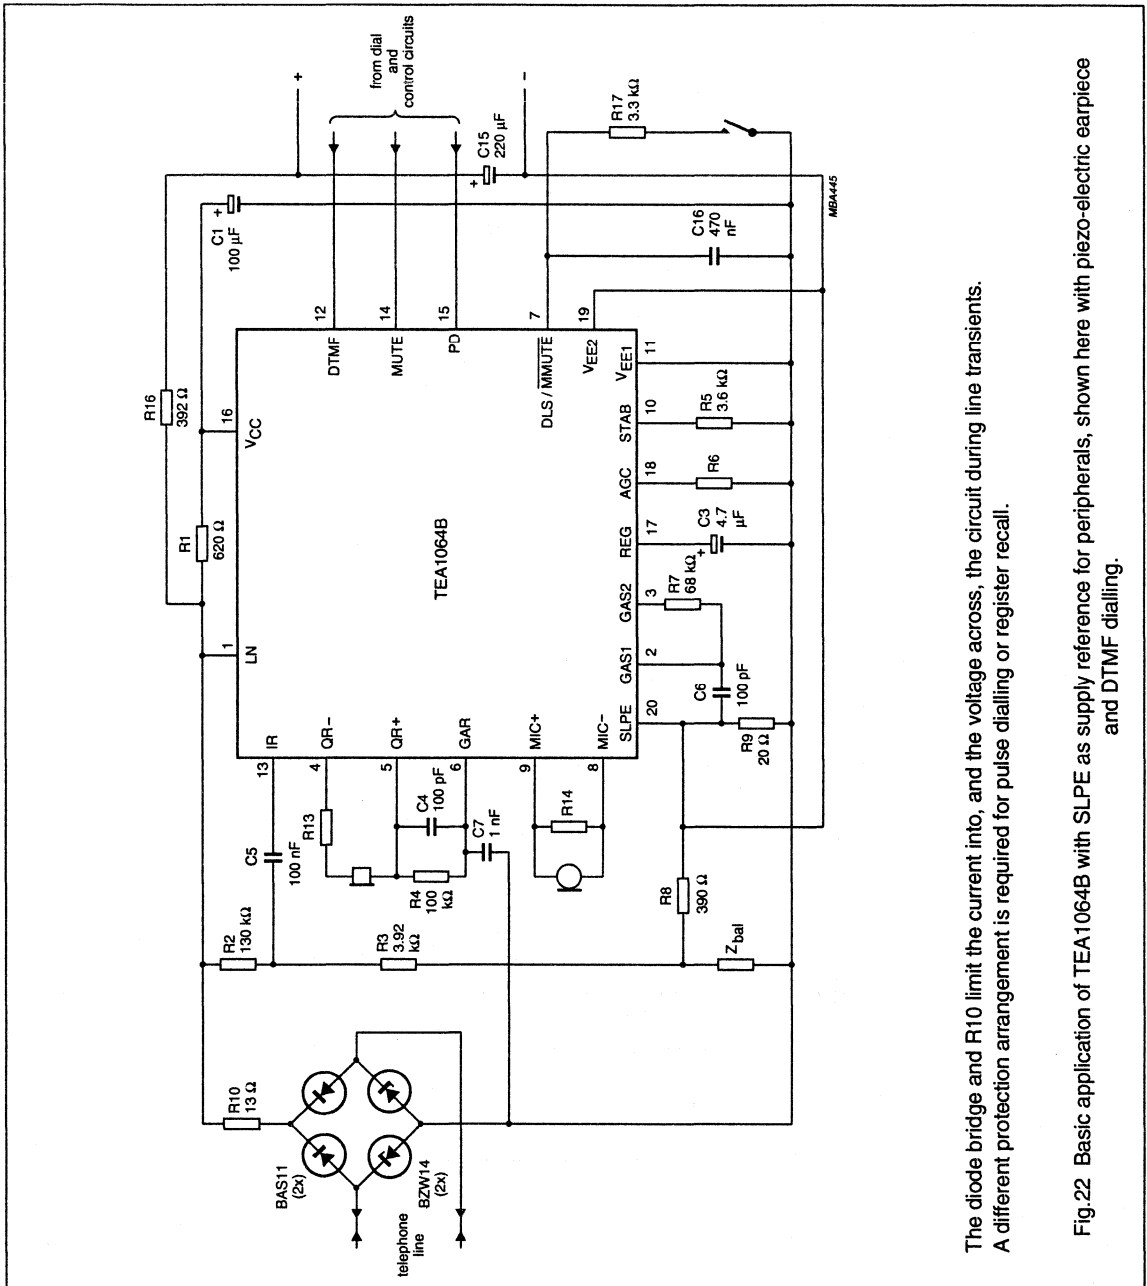 from dial
and
control circuits
+
-
R16
392 Ω
R1
620 Ω
C1
+
100 µF
C15
+
220 µF
R17
3.3 kΩ
C16
470
nF
MBA445
LN
1
VCC
16
DTMF
12
MUTE
14
PD
15
DLS / MMUTE
7
VEE2
19
VEE1
11
TEA1064B
IR
13
QR−
4
QR+
5
GAR
6
MIC+
9
MIC−
8
SLPE
20
GAS1
2
GAS2
3
REG
17
AGC
18
STAB
10
C5
100 nF
R13
C4
100 pF
R4
100
kΩ
C7
1 nF
R14
R2
130 kΩ
R3
3.92
kΩ
R8
390 Ω
Zbal
R9
20 Ω
C6
100 pF
R7
68 kΩ
C3
+
4.7
µF
R6
R5
3.6 kΩ
R10
13 Ω
BAS11
(2x)
BZW14
(2x)
telephone
line
The diode bridge and R10 limit the current into, and the voltage across, the circuit during line transients.
A different protection arrangement is required for pulse dialling or register recall.
Fig.22 Basic application of TEA1064B with SLPE as supply reference for peripherals, shown here with piezo-electric earpiece
and DTMF dialling.